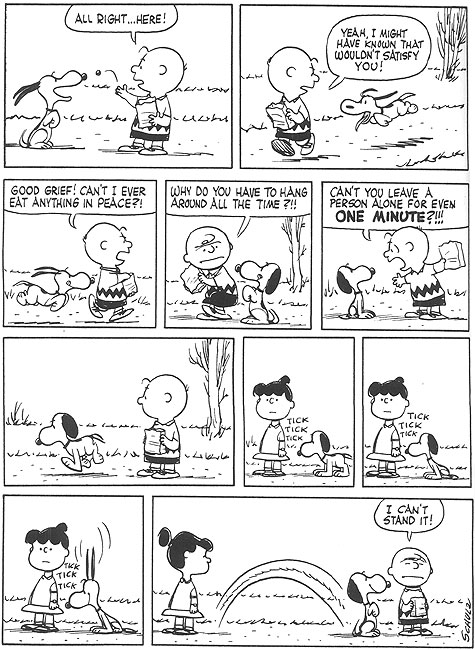 ALL RIGHT...HERE!
YEAH, I MIGHT
HAVE KNOWN THAT
WOULDN'T SATISFY
YOU!
GOOD GRIEF! CAN'T I EVER
EAT ANYTHING IN PEACE?!
WHY DO YOU HAVE TO HANG
AROUND ALL THE TIME?!!
CAN'T YOU LEAVE A
PERSON ALONE FOR EVEN
ONE MINUTE?!!!
TICK
TICK
TICK
TICK
TICK
TICK
TICK
TICK
TICK
I CAN'T
STAND IT!
SCHULZ